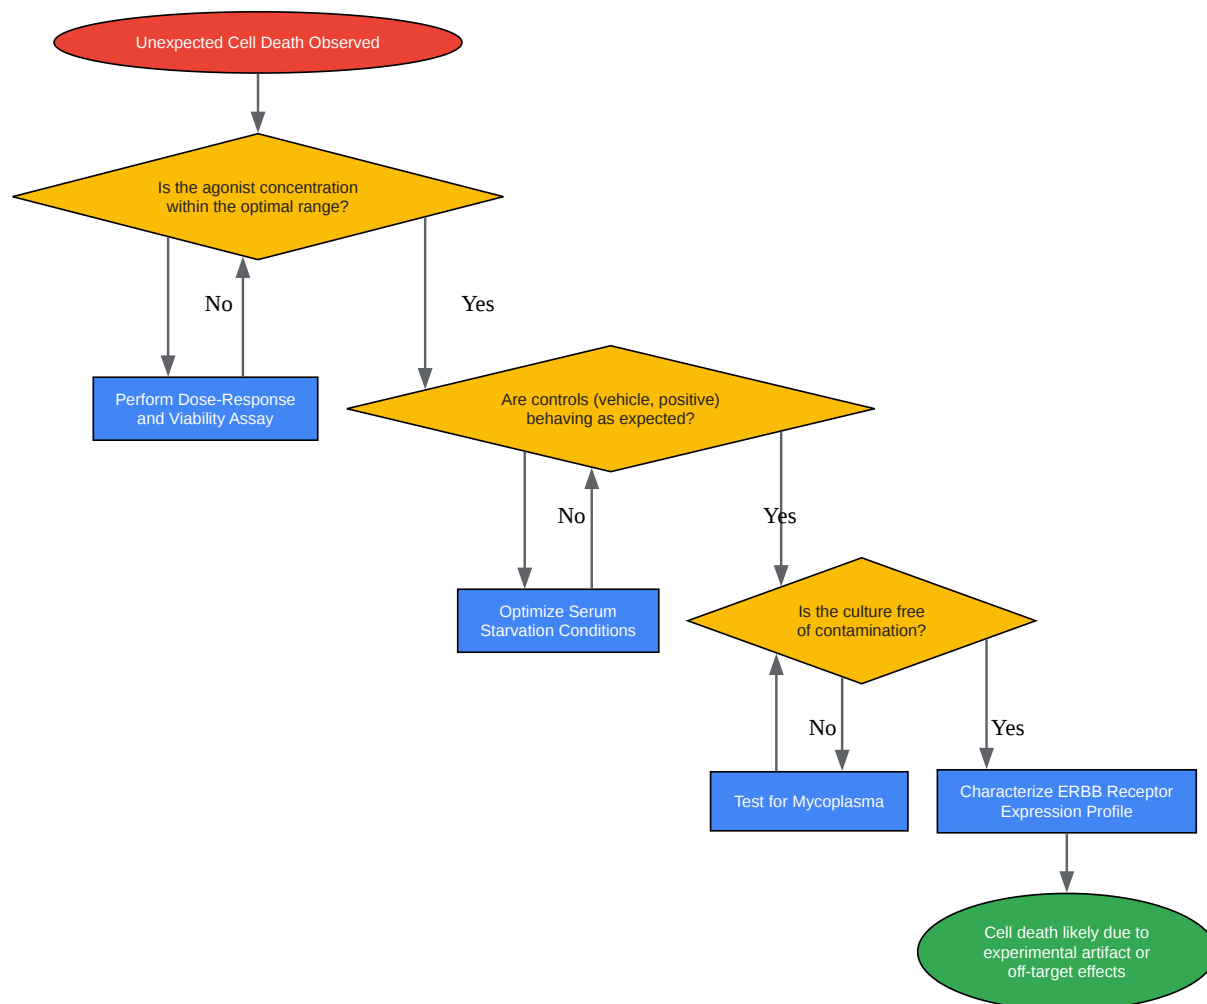 Unexpected Cell Death Observed
Is the agonist concentration
within the optimal range?
No
Yes
Perform Dose-Response
and Viability Assay
Are controls (vehicle, positive)
behaving as expected?
No
Yes
Optimize Serum
Starvation Conditions
Is the culture free
of contamination?
No
Yes
Test for Mycoplasma
Characterize ERBB Receptor
Expression Profile
Cell death likely due to
experimental artifact or
off-target effects